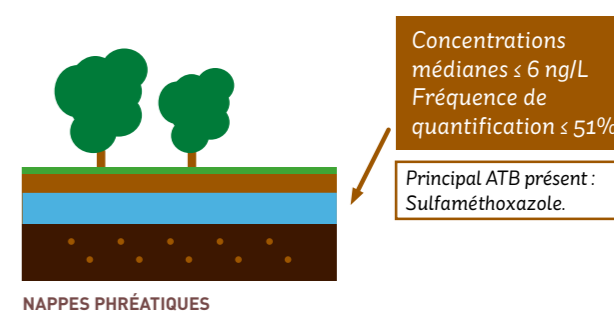 Concentrations
médianes ≤ 6 ng/L
Fréquence de
quantification ≤ 51%
Principal ATB présent :
Sulfaméthoxazole.
NAPPES PHRÉATIQUES